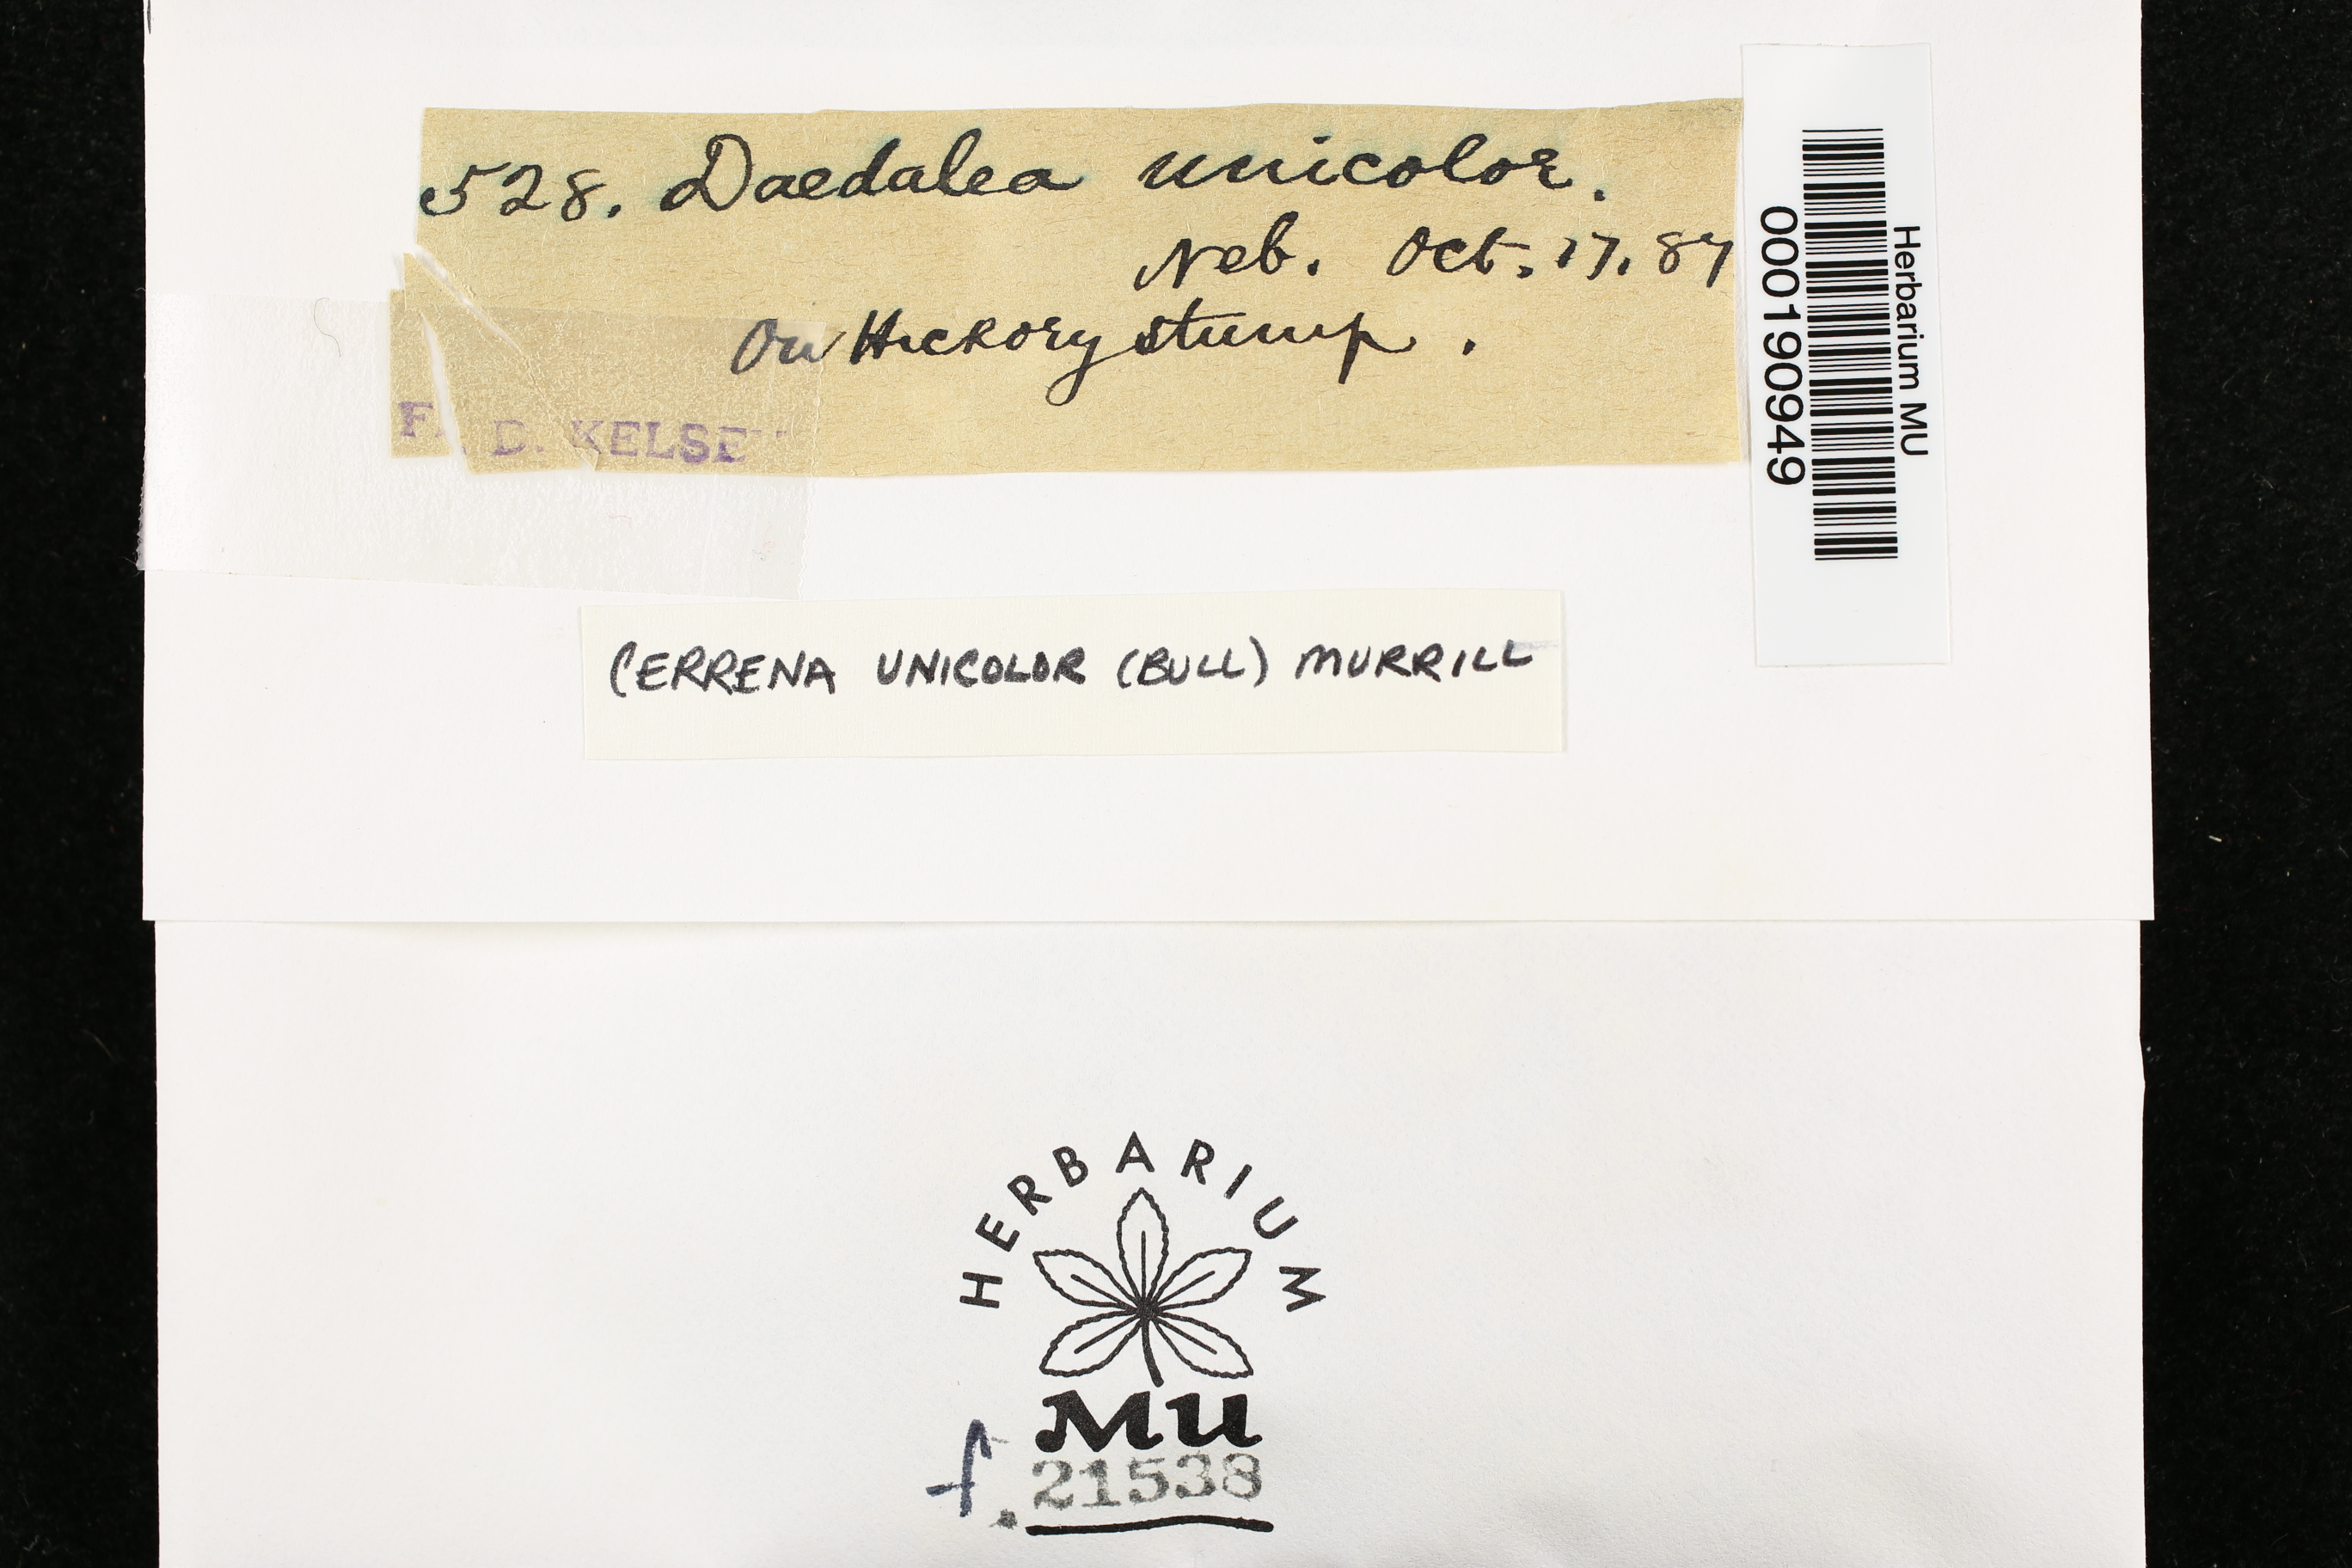 528. Daedalea unicolor.
Neb. Oct. 17. 87
On Hickory stump.
F. D. KELSEY
Herbarium MU
000190949
CERRENA UNICOLOR (BULL) MURRILL
HERBARIUM
MU
f. 21538